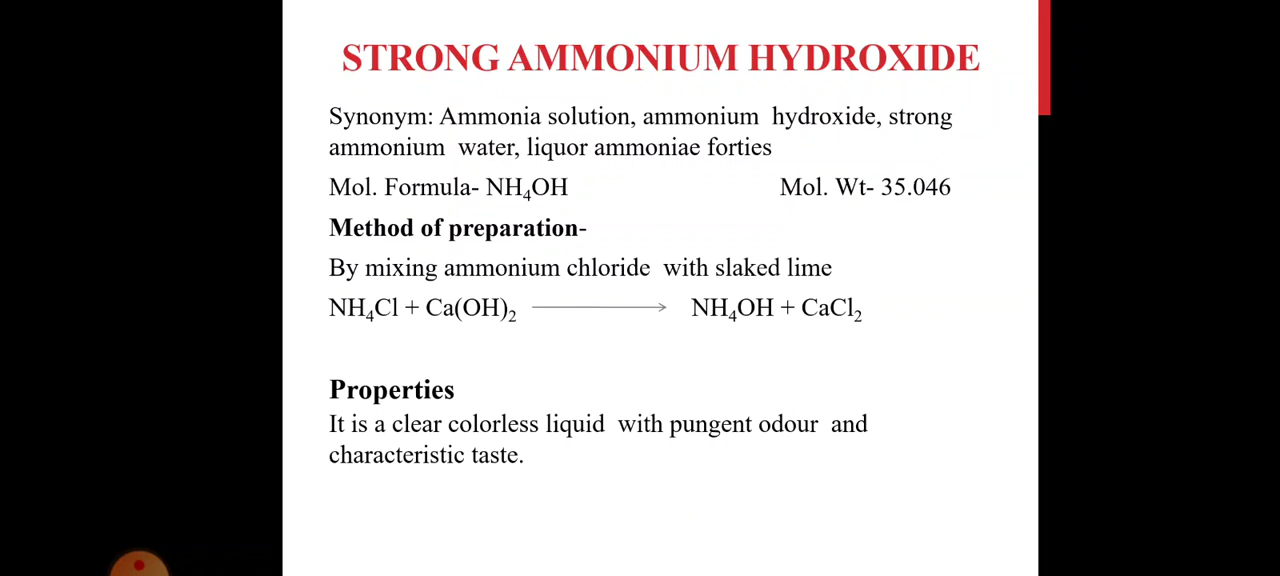 STRONG AMMONIUM HYDROXIDE
Synonym: Ammonia solution, ammonium hydroxide, strong
ammonium water, liquor ammoniae forties
Mol. Formula- NH₄OH Mol. Wt- 35.046
Method of preparation-
By mixing ammonium chloride with slaked lime
NH₄Cl + Ca(OH)₂ ⟶ NH₄OH + CaCl₂
Properties
It is a clear colorless liquid with pungent odour and
characteristic taste.